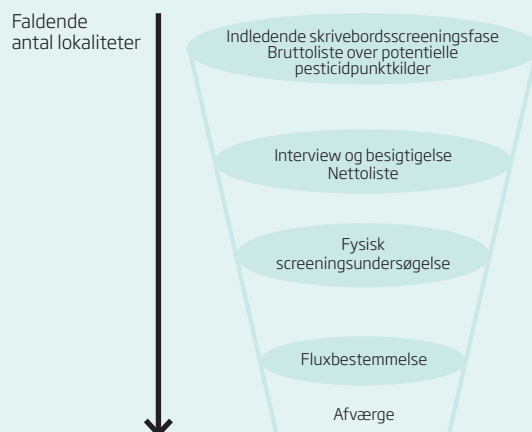 Faldende
antal lokaliteter
Indledende skrivebordsscreeningsfase
Bruttoliste over potentielle
pesticidpunktkilder
Interview og besigtigelse
Nettoliste
Fysisk
screeningsundersøgelse
Fluxbestemmelse
Afværge